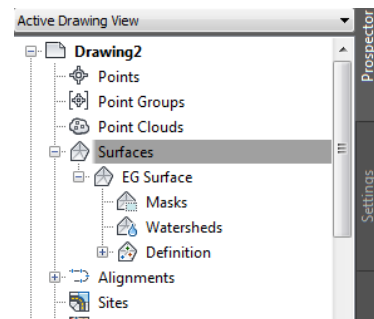 Active Drawing View
Drawing2
Points
Point Groups
Point Clouds
Surfaces
EG Surface
Masks
Watersheds
Definition
Alignments
Sites
Prospector
Settings